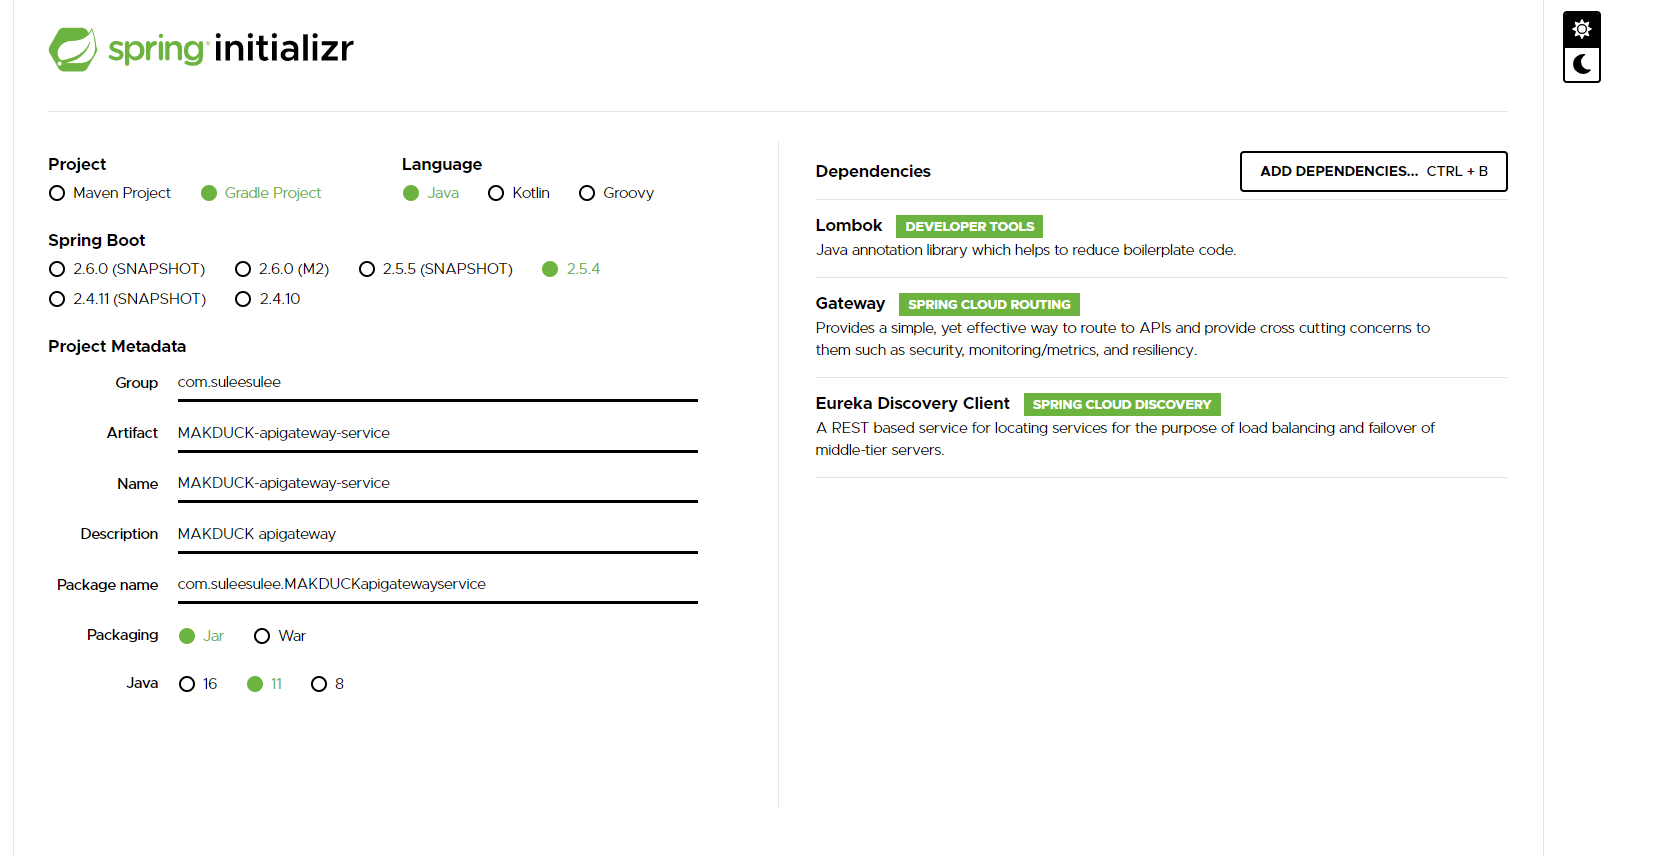 spring initializr
Project
Maven Project Gradle Project
Language
Java Kotlin Groovy
Spring Boot
2.6.0 (SNAPSHOT) 2.6.0 (M2) 2.5.5 (SNAPSHOT) 2.5.4
2.4.11 (SNAPSHOT) 2.4.10
Project Metadata
Group com.suleesulee
Artifact MAKDUCK-apigateway-service
Name MAKDUCK-apigateway-service
Description MAKDUCK apigateway
Package name com.suleesulee.MAKDUCKapigatewayservice
Packaging Jar War
Java 16 11 8
Dependencies ADD DEPENDENCIES... CTRL + B
Lombok DEVELOPER TOOLS
Java annotation library which helps to reduce boilerplate code.
Gateway SPRING CLOUD ROUTING
Provides a simple, yet effective way to route to APIs and provide cross cutting concerns to
them such as security, monitoring/metrics, and resiliency.
Eureka Discovery Client SPRING CLOUD DISCOVERY
A REST based service for locating services for the purpose of load balancing and failover of
middle-tier servers.